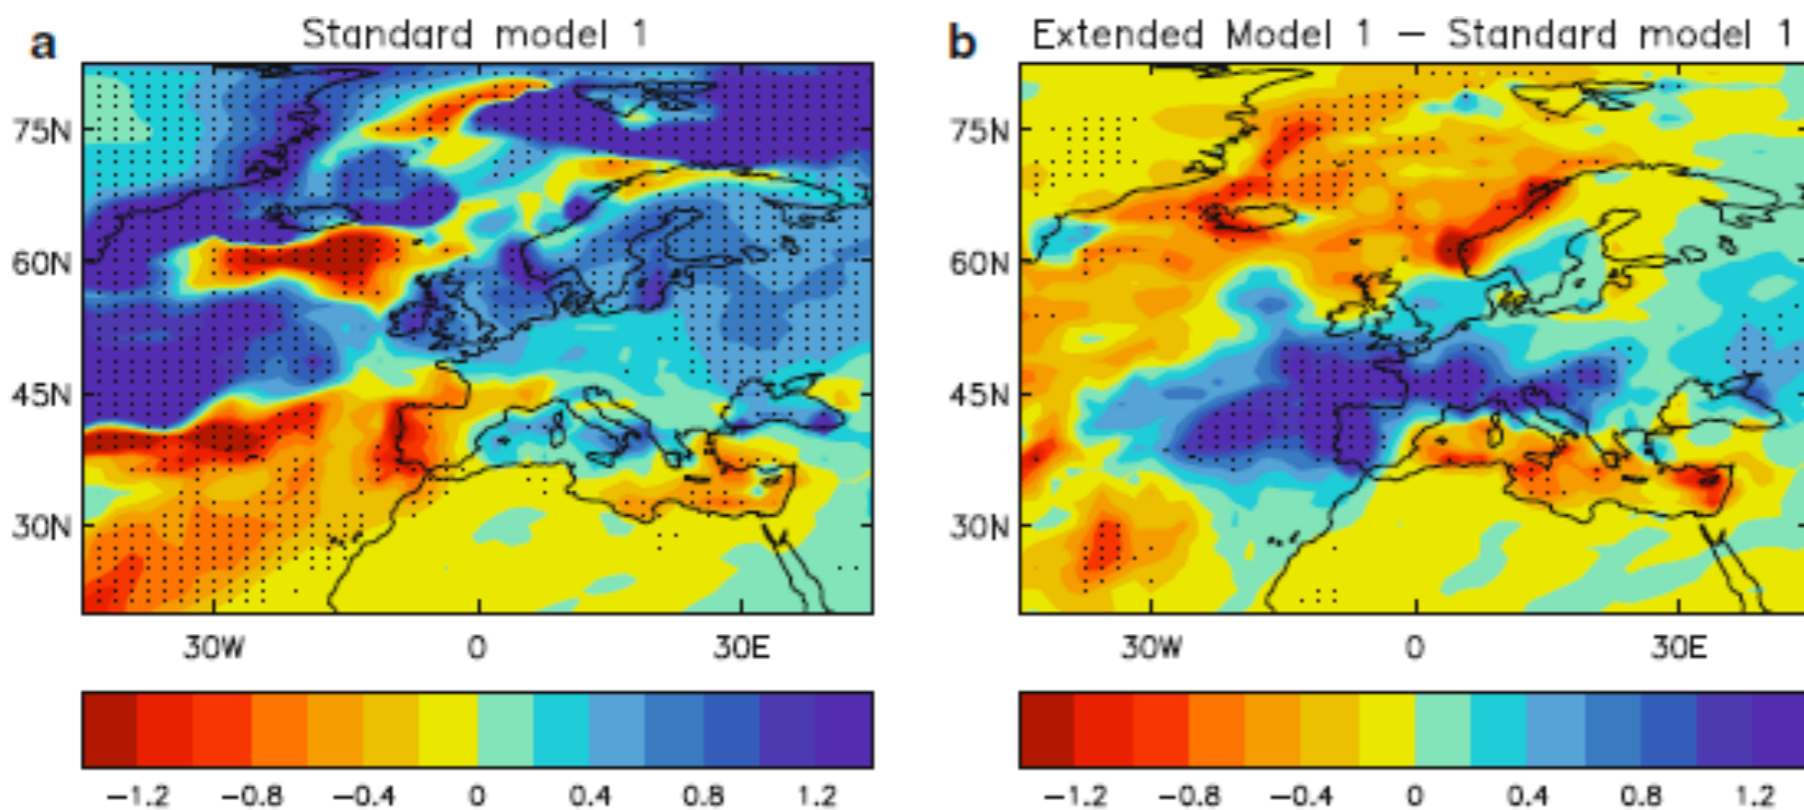 a Standard model 1
b Extended Model 1 − Standard model 1
75N
60N
45N
30N
30W 0 30E
−1.2 −0.8 −0.4 0 0.4 0.8 1.2
75N
60N
45N
30N
30W 0 30E
−1.2 −0.8 −0.4 0 0.4 0.8 1.2